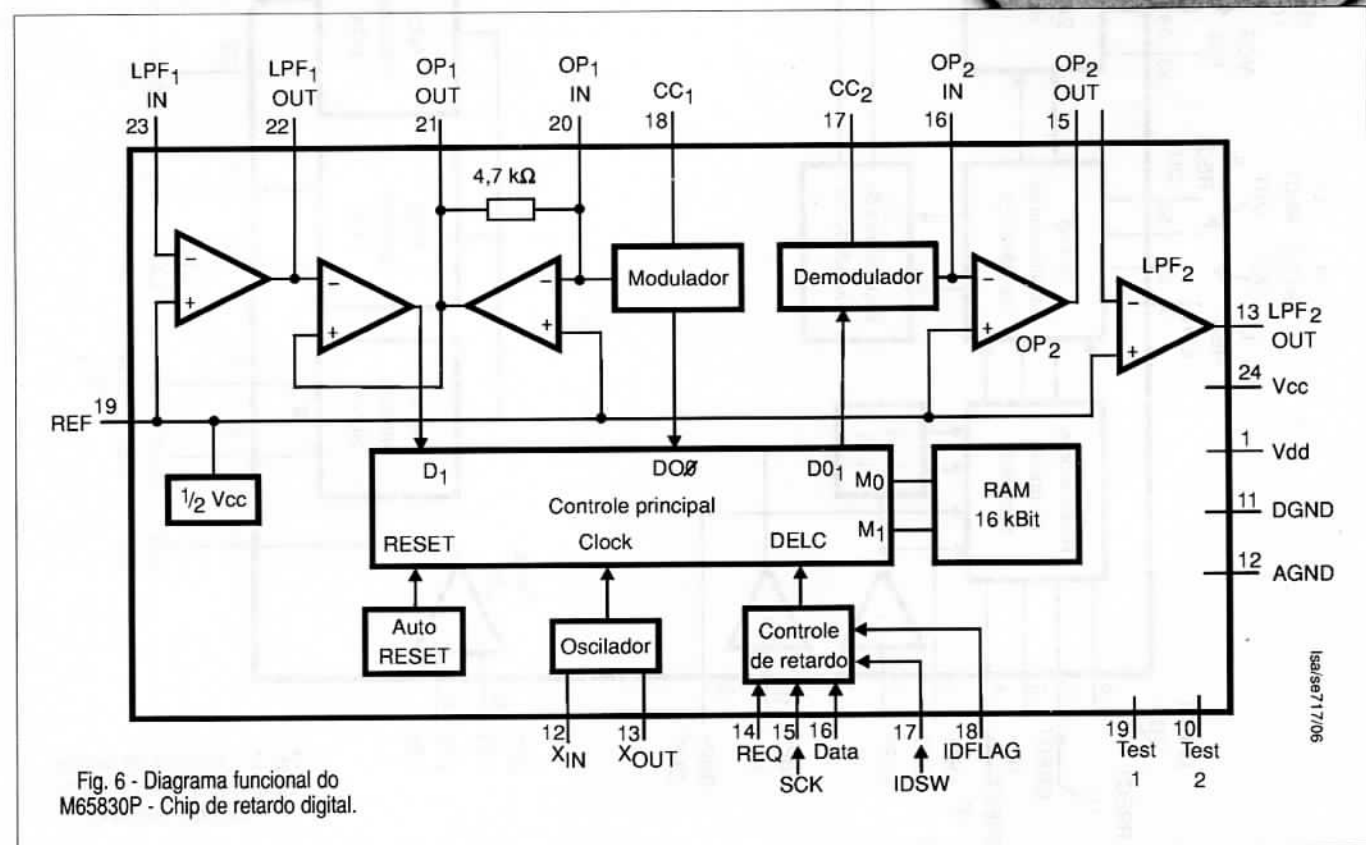 LPF1
IN
23
LPF1
OUT
22
OP1
OUT
21
OP1
IN
20
CC1
18
CC2
17
OP2
IN
16
OP2
OUT
15
4,7 kΩ
−
+
−
+
−
+
Modulador
Demodulador
−
+
OP2
LPF2
−
+
13 LPF2
OUT
24
Vcc
1
Vdd
11
DGND
12
AGND
REF 19
1/2 Vcc
D1
DOØ
D01
M0
Controle principal
M1
RESET
Clock
DELC
RAM
16 kBit
Auto
RESET
Oscilador
Controle
de retardo
12
XIN
13
XOUT
14
REQ
15
SCK
16
Data
17
IDSW
18
IDFLAG
19
Test
1
10
Test
2
lsa/se717/06
Fig. 6 - Diagrama funcional do
M65830P - Chip de retardo digital.